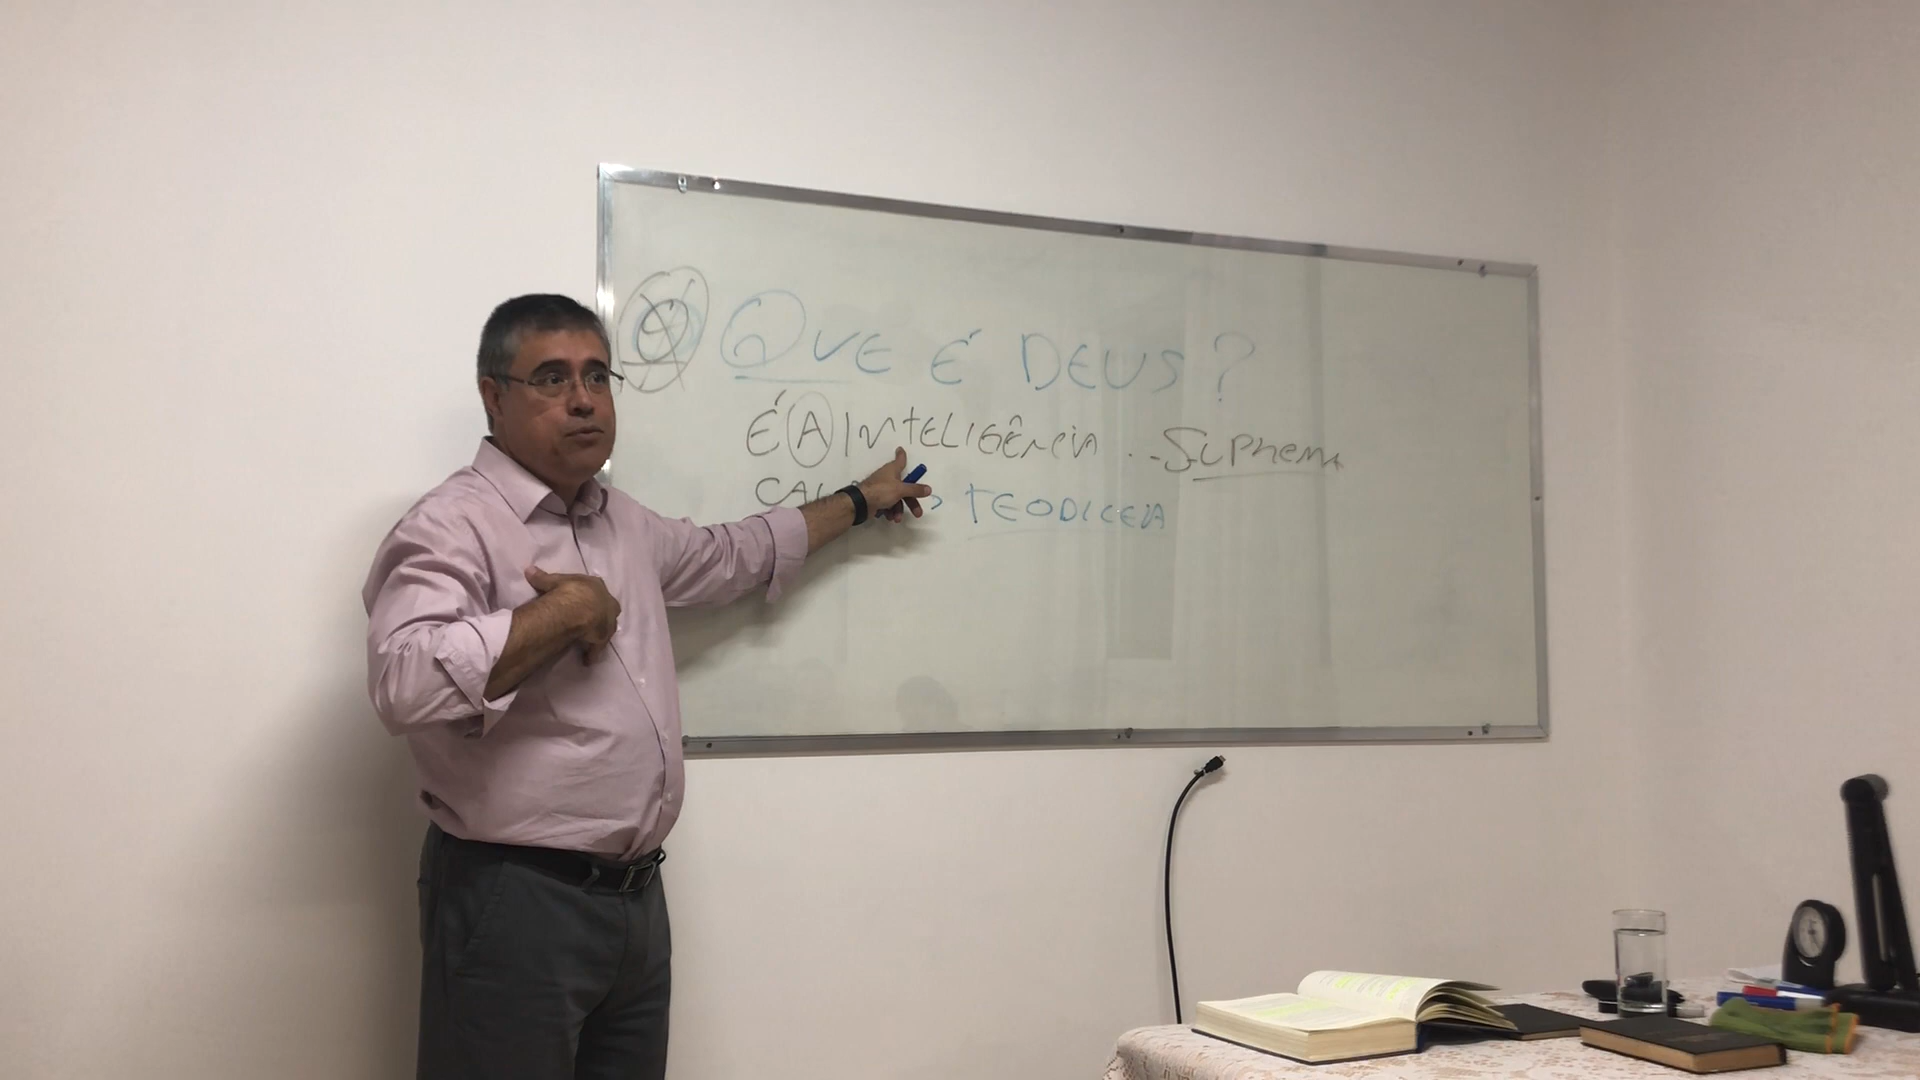 QUE É DEUS?
É A INTELIGÊNCIA ... SUPREMA
TEODICEIA